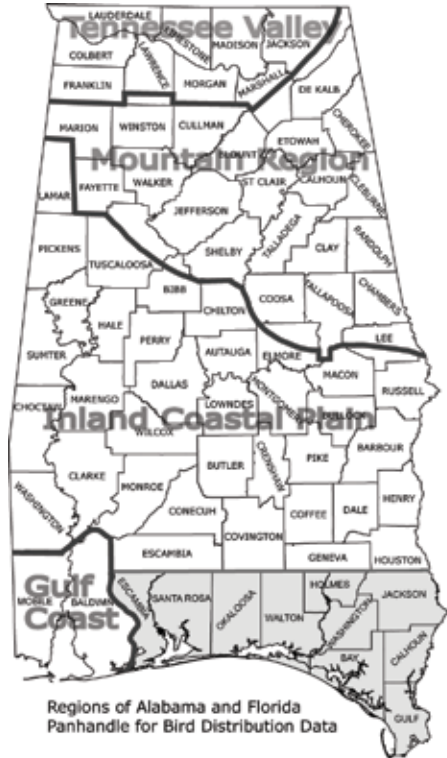 LAUDERDALE
Tennessee Valley
LIMESTONE
MADISON JACKSON
COLBERT
LAWRENCE
FRANKLIN MORGAN MARSHALL
DE KALB
MARION WINSTON CULLMAN
CHEROKEE
ETOWAH
BLOUNT
Mountain Region
LAMAR FAYETTE WALKER ST CLAIR CALHOUN
CLEBURNE
JEFFERSON
TALLADEGA
RANDOLPH
PICKENS SHELBY CLAY
TUSCALOOSA
BIBB
GREENE CHILTON COOSA TALLAPOOSA CHAMBERS
HALE
PERRY LEE
SUMTER AUTAUGA ELMORE
MACON
DALLAS RUSSELL
MARENGO LOWNDES MONTGOMERY
CHOCTAW BULLOCK
Inland Coastal Plain
WILCOX
CRENSHAW
PIKE BARBOUR
CLARKE BUTLER
MONROE
WASHINGTON HENRY
CONECUH COFFEE DALE
COVINGTON
ESCAMBIA GENEVA HOUSTON
Gulf
Coast
MOBILE BALDWIN
ESCAMBIA SANTA ROSA OKALOOSA WALTON HOLMES JACKSON
WASHINGTON
CALHOUN
BAY
GULF
Regions of Alabama and Florida
Panhandle for Bird Distribution Data